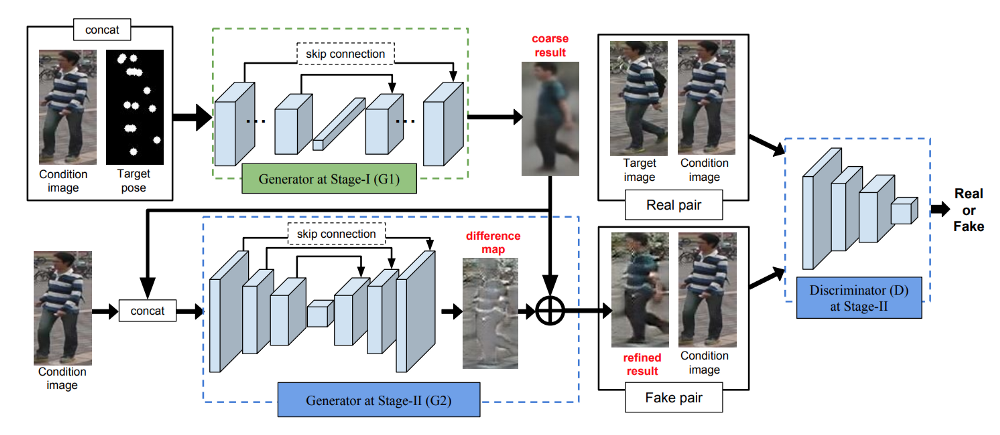 concat
Condition
image
Target
pose
skip connection
Generator at Stage-I (G1)
coarse
result
Target
image
Condition
image
Real pair
Condition
image
concat
skip connection
difference
map
Generator at Stage-II (G2)
refined
result
Condition
image
Fake pair
Discriminator (D)
at Stage-II
Real
or
Fake